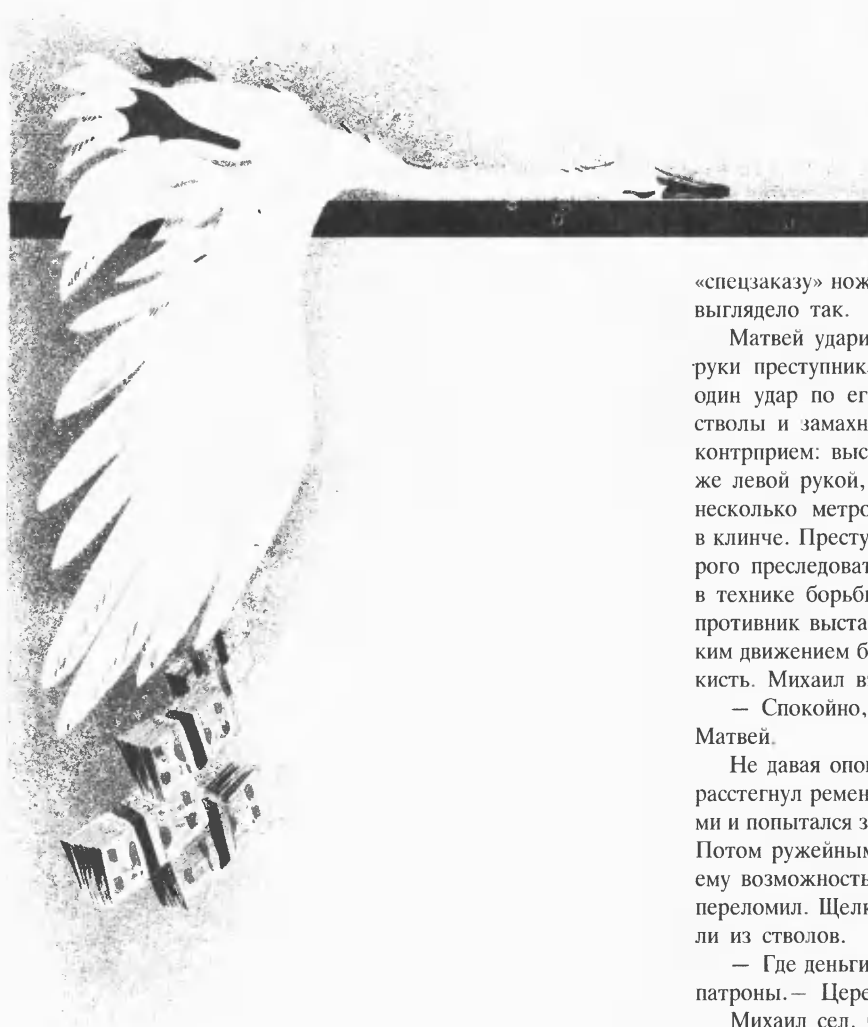 «спецзаказу» нож
выглядело так.
Матвей удари
руки преступник
один удар по ег
стволы и замахн
контрприем: выс
же левой рукой,
несколько метро
в клинче. Престу
рого преследоват
в технике борьб
противник выста
ким движением б
кисть. Михаил в
— Спокойно,
Матвей.
Не давая опо
расстегнул ремен
ми и попытался з
Потом ружейным
ему возможность
переломил. Щелк
ли из стволов.
— Где деньги
патроны.— Цере
Михаил сел.